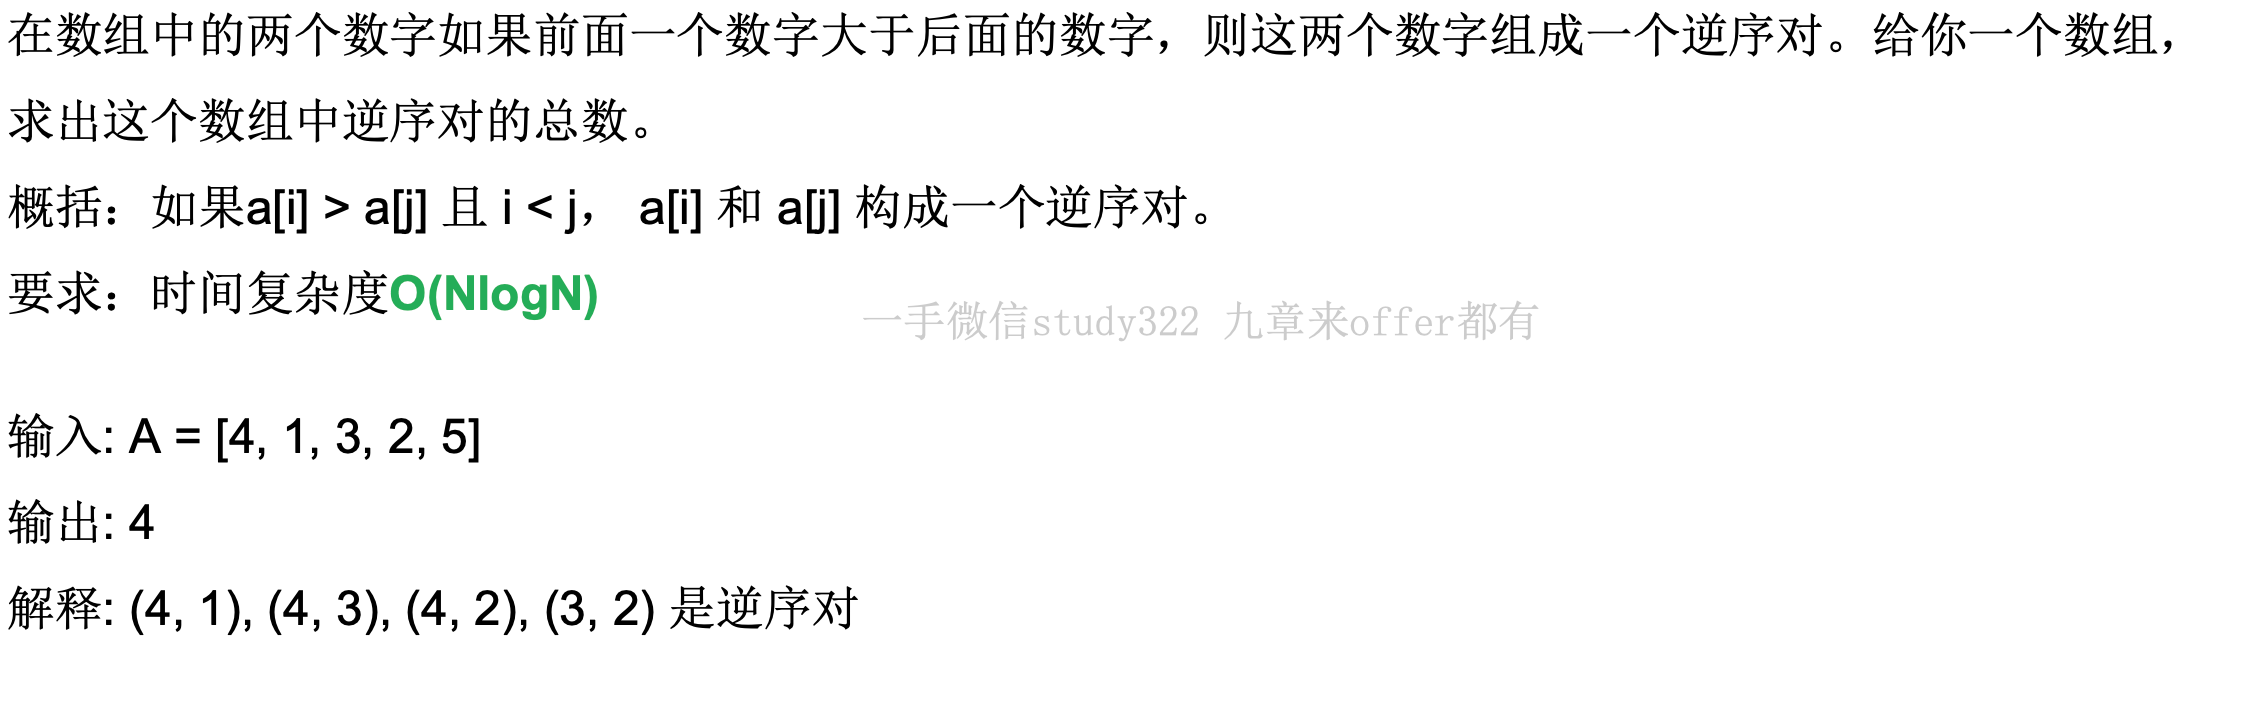 在数组中的两个数字如果前面一个数字大于后面的数字，则这两个数字组成一个逆序对。给你一个数组，
求出这个数组中逆序对的总数。
概括：如果a[i] > a[j] 且 i < j， a[i] 和 a[j] 构成一个逆序对。
要求：时间复杂度O(NlogN)
一手微信study322 九章来offer都有
输入: A = [4, 1, 3, 2, 5]
输出: 4
解释: (4, 1), (4, 3), (4, 2), (3, 2) 是逆序对